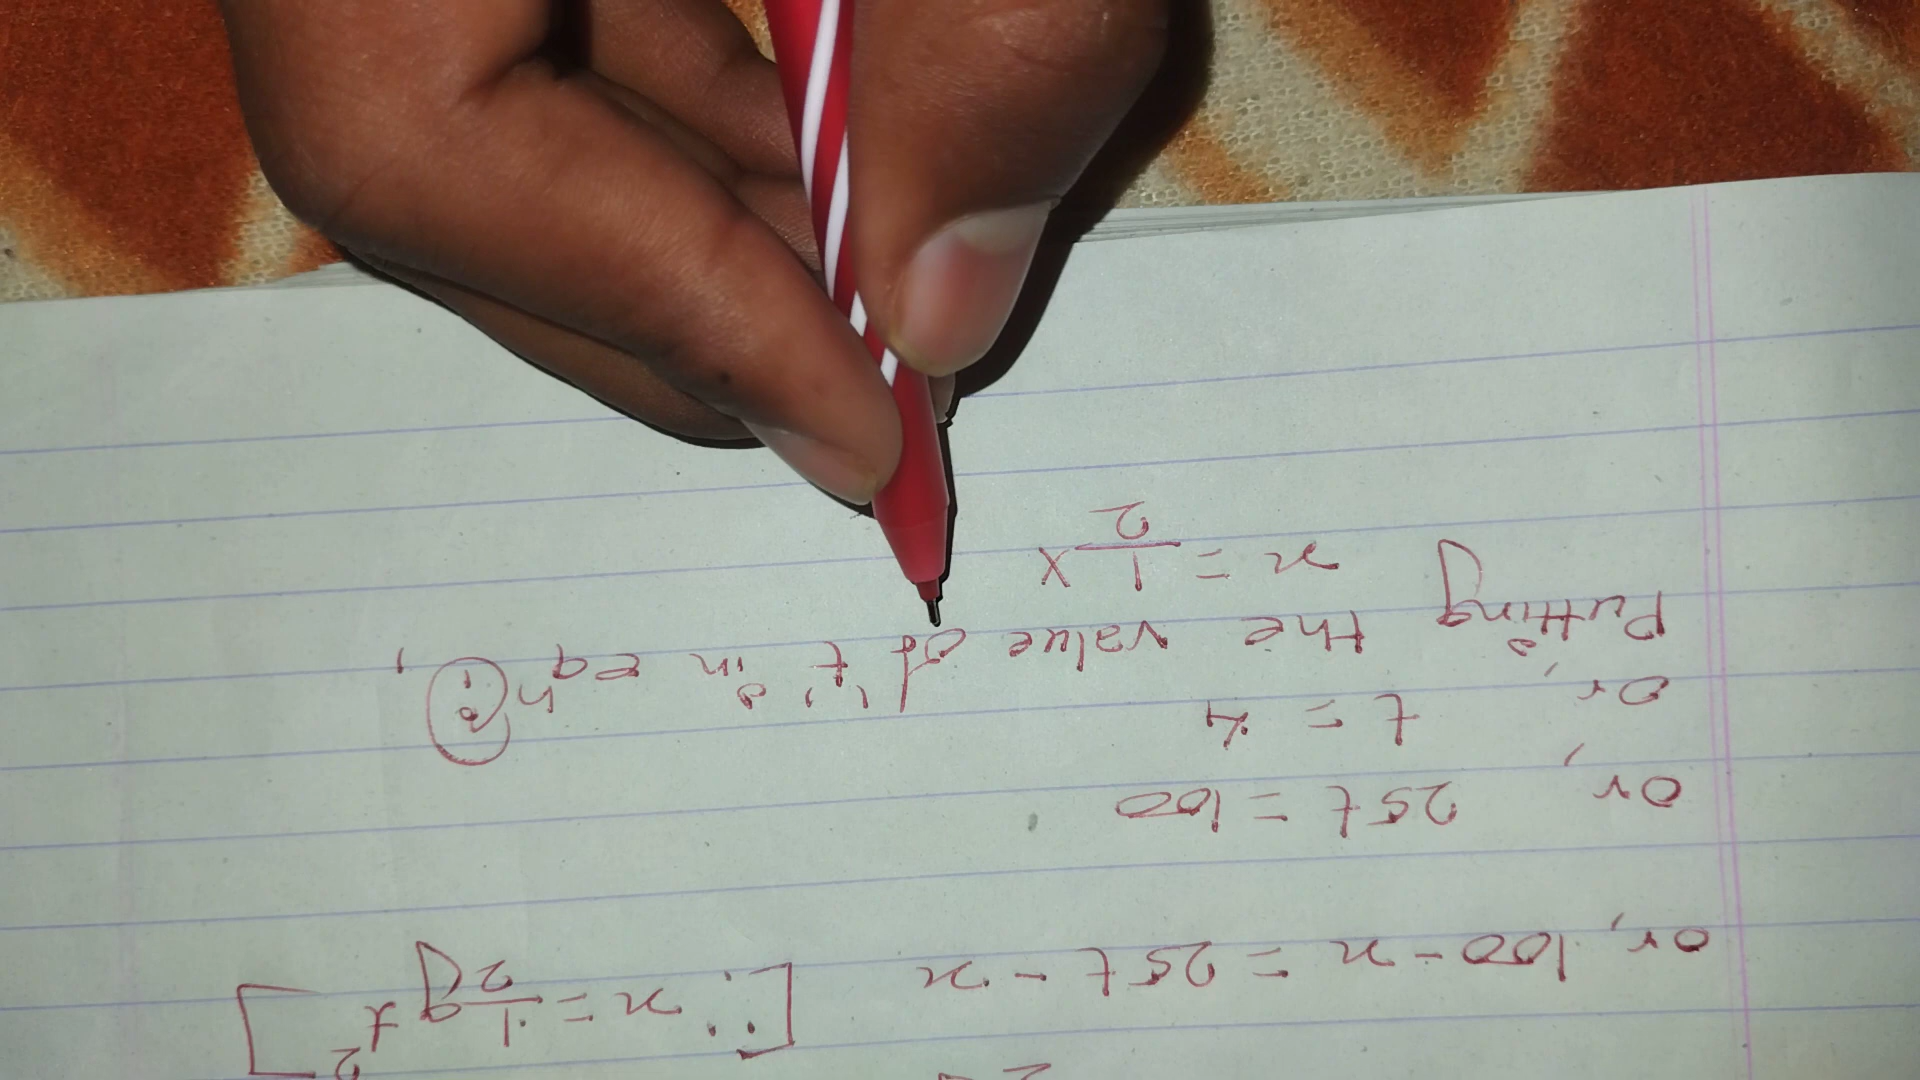 2
or, 100 - x = 25t - x [∵ x = 1/2 gt²]
or, 25t = 100
or, t = 4
Putting the value of 't' in eqn (i),
x = 1/2 x